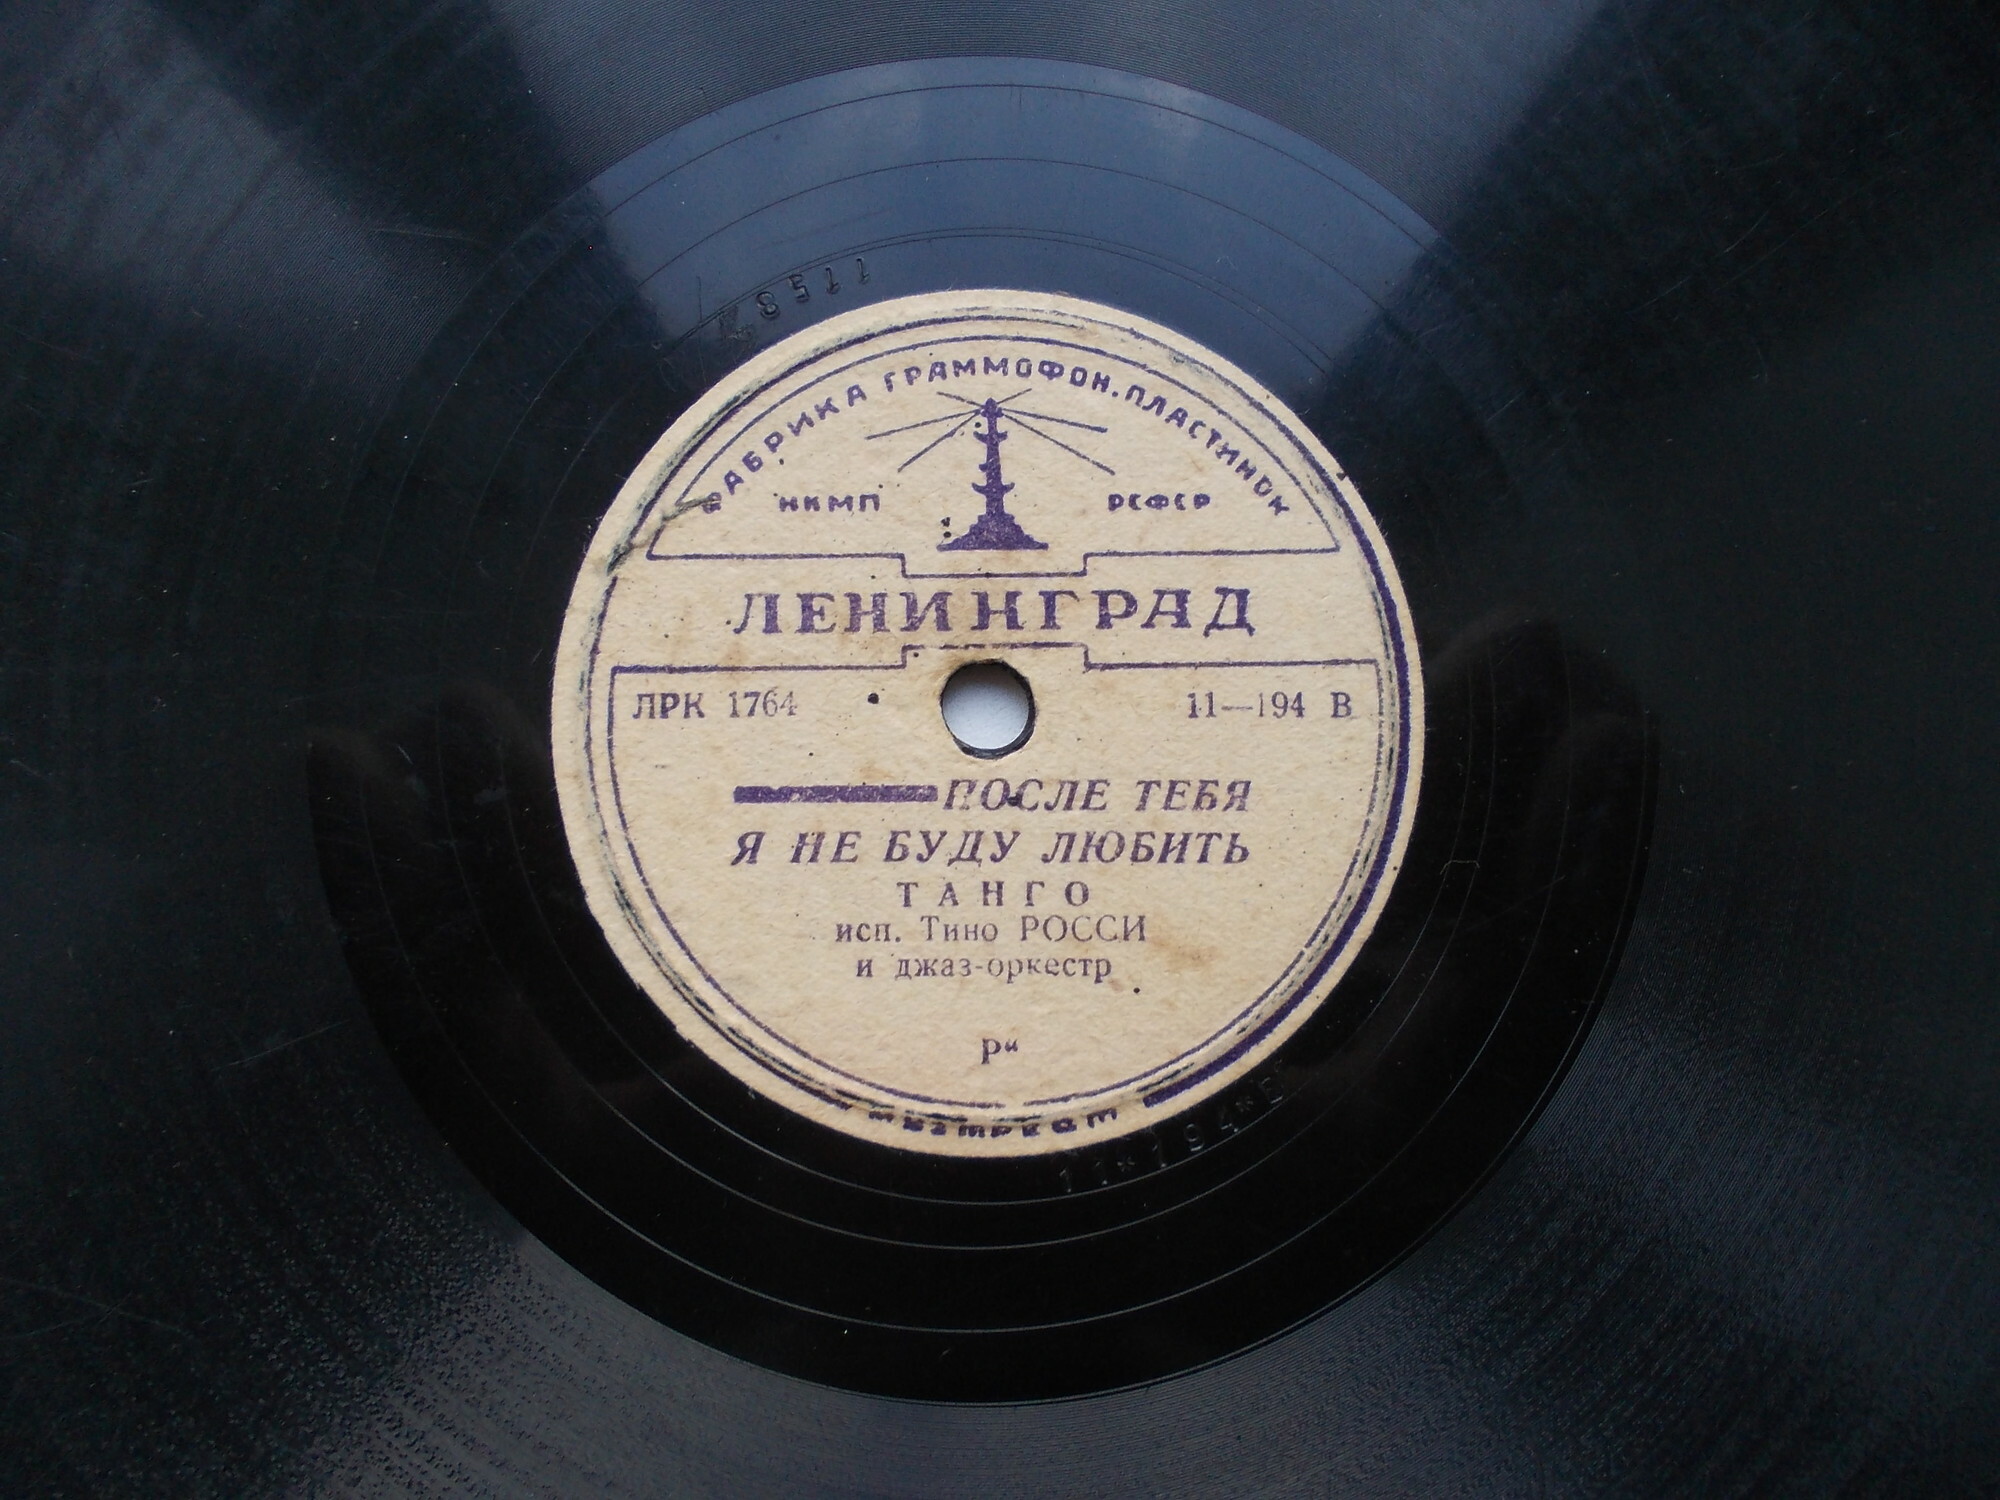 1158
ФАБРИКА ГРАММОФОН. ПЛАСТИНОК
НКМП РСФСР
ЛЕНИНГРАД
ЛРК 1764 11—194 В
ПОСЛЕ ТЕБЯ
Я НЕ БУДУ ЛЮБИТЬ
ТАНГО
исп. Тино РОССИ
и джаз-оркестр
Р“